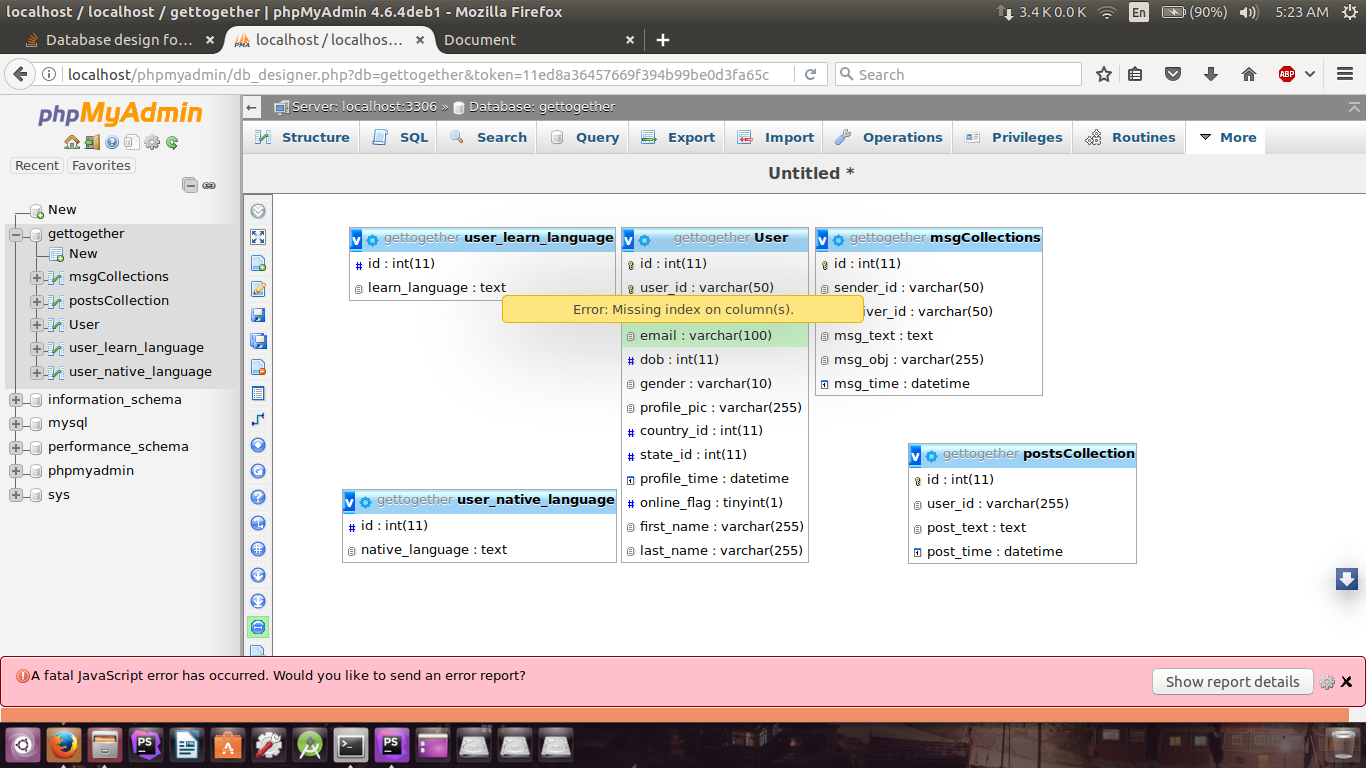 localhost / localhost / gettogether | phpMyAdmin 4.6.4deb1 - Mozilla Firefox
3.4 K 0.0 K
En
(90%)
5:23 AM
Database design fo...
localhost / localhos...
Document
localhost/phpmyadmin/db_designer.php?db=gettogether&token=11ed8a36457669f394b99be0d3fa65c
Search
ABP
phpMyAdmin
Recent
Favorites
New
gettogether
New
msgCollections
postsCollection
User
user_learn_language
user_native_language
information_schema
mysql
performance_schema
phpmyadmin
sys
Server: localhost:3306 » Database: gettogether
Structure
SQL
Search
Query
Export
Import
Operations
Privileges
Routines
More
Untitled *
gettogether user_learn_language
id : int(11)
learn_language : text
gettogether User
id : int(11)
user_id : varchar(50)
email : varchar(100)
dob : int(11)
gender : varchar(10)
profile_pic : varchar(255)
country_id : int(11)
state_id : int(11)
profile_time : datetime
online_flag : tinyint(1)
first_name : varchar(255)
last_name : varchar(255)
gettogether msgCollections
id : int(11)
sender_id : varchar(50)
iver_id : varchar(50)
msg_text : text
msg_obj : varchar(255)
msg_time : datetime
Error: Missing index on column(s).
gettogether user_native_language
id : int(11)
native_language : text
gettogether postsCollection
id : int(11)
user_id : varchar(255)
post_text : text
post_time : datetime
A fatal JavaScript error has occurred. Would you like to send an error report?
Show report details